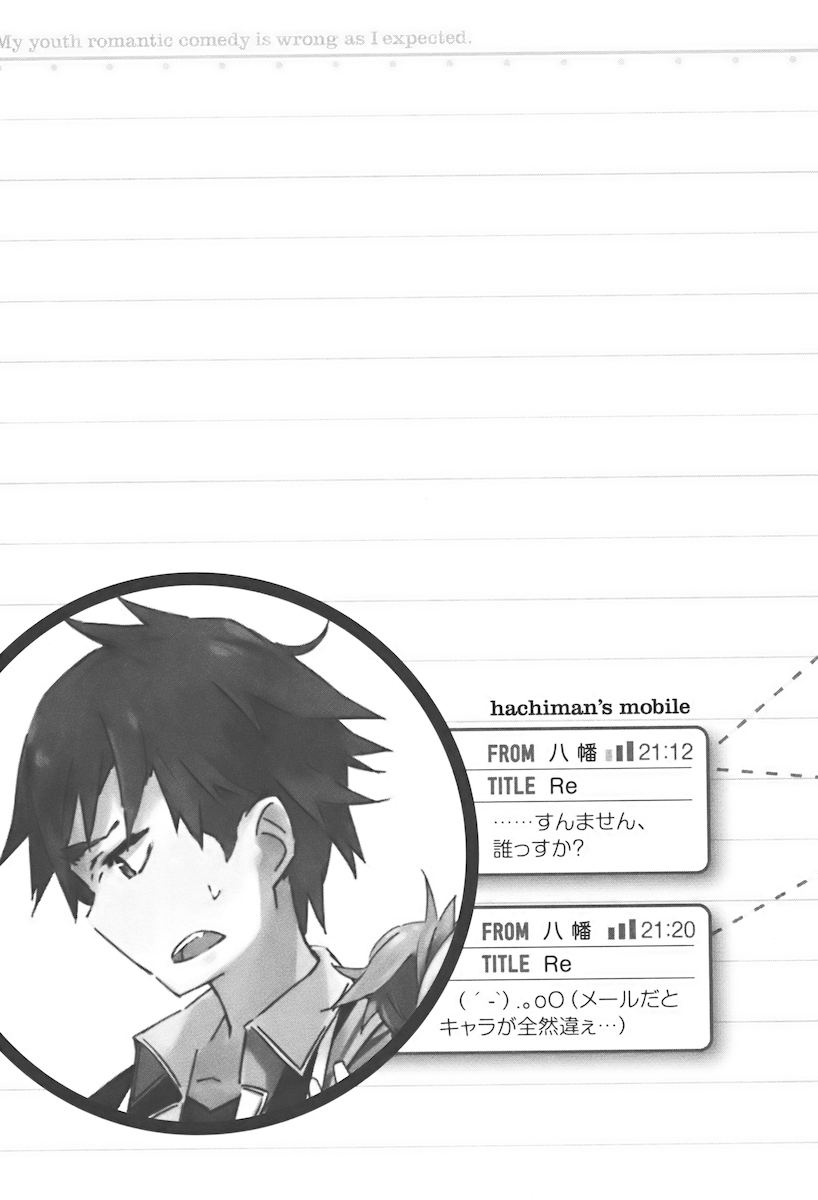 My youth romantic comedy is wrong as I expected.
hachiman's mobile
FROM 八幡 21:12
TITLE Re
……すんません、
誰っすか?
FROM 八幡 21:20
TITLE Re
( ´ -`) .｡oO (メールだと
キャラが全然違ぇ…)